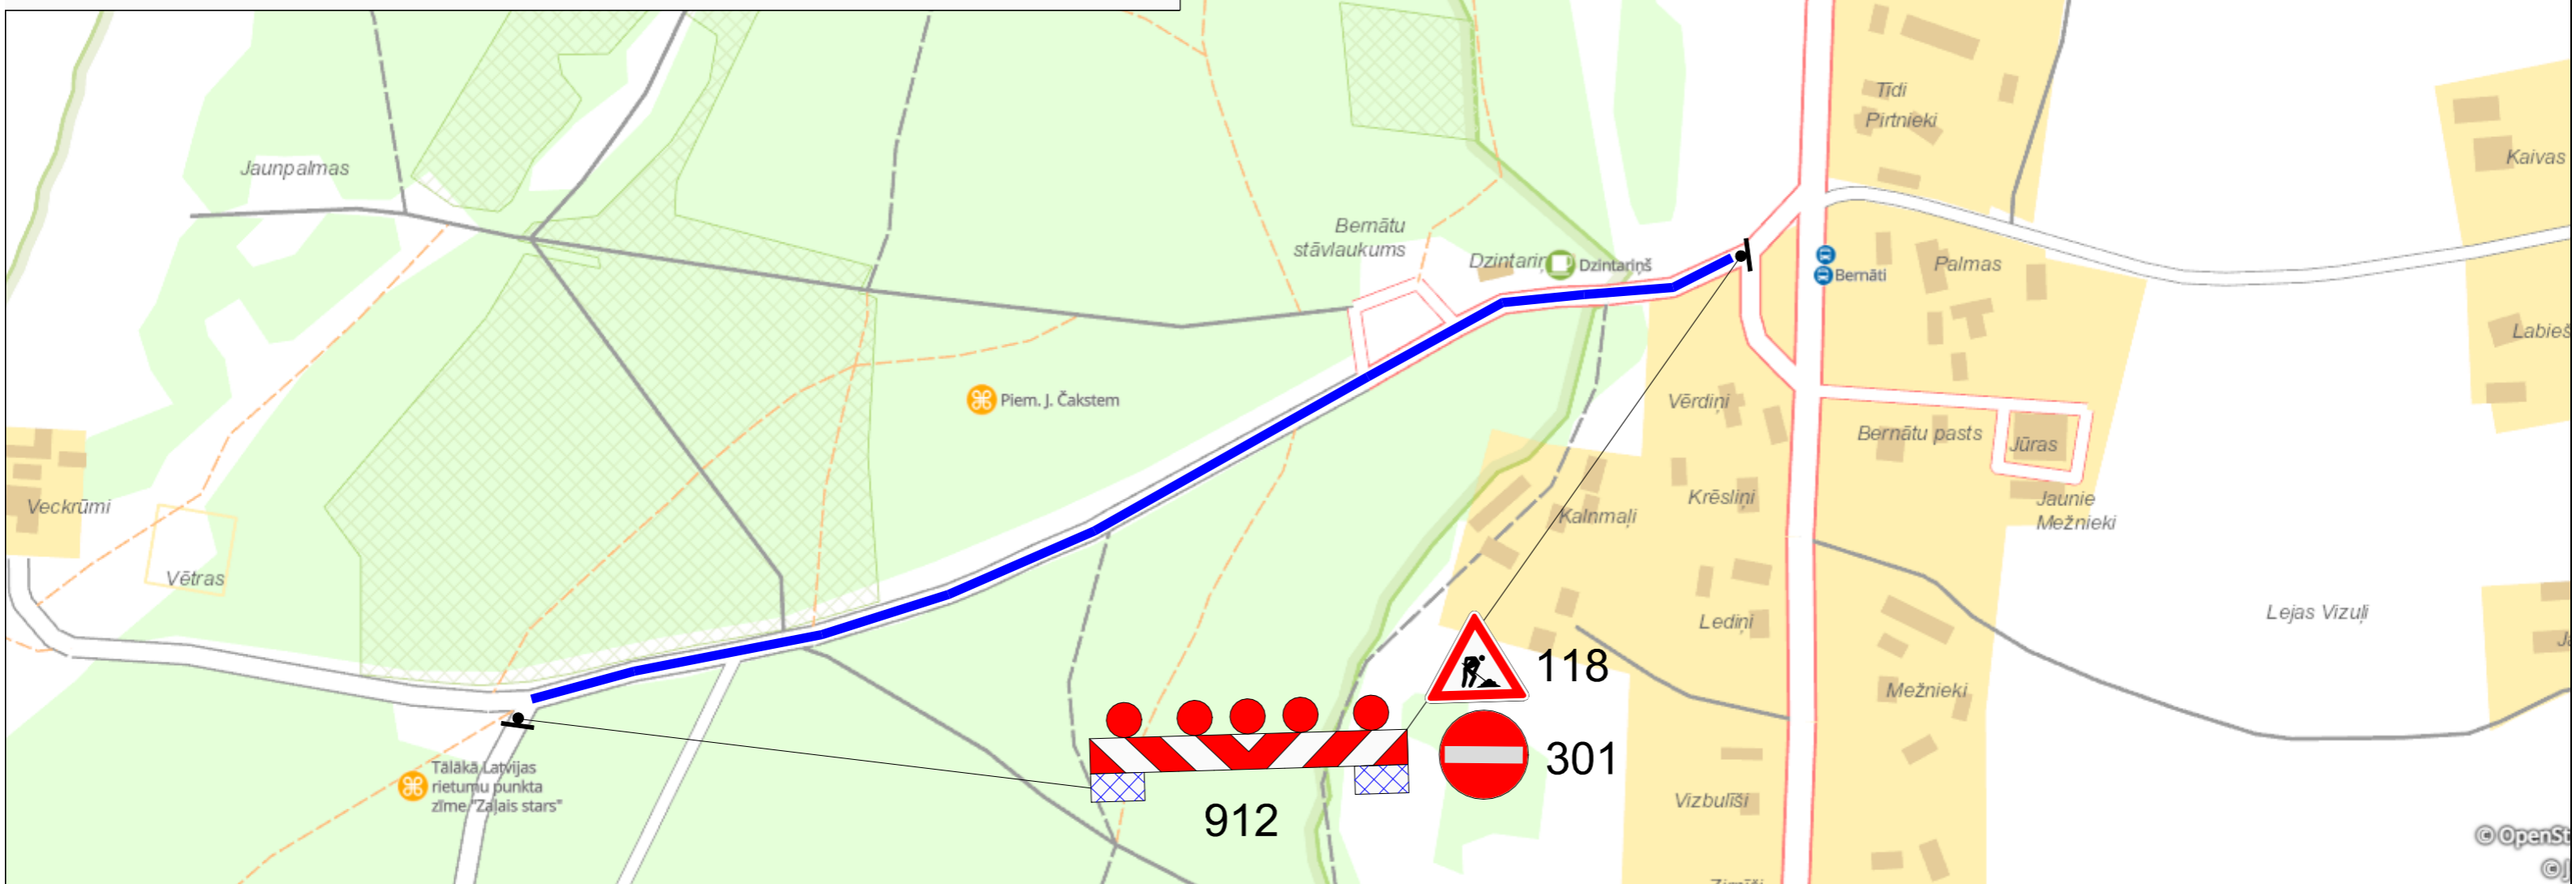 Jaunpalmas
Tīdi
Pirtnieki
Kaivas
Bernātu
stāvlaukums
Dzintariņ
Dzintariņš
Palmas
Bernāti
Labieš
Piem. J. Čakstem
Vērdiņi
Bernātu pasts
Jūras
Veckrūmi
Krēsliņi
Jaunie
Mežnieki
Kalnmaļi
Vētras
Lediņi
Lejas Vizuļi
118
Mežnieki
301
Tālākā Latvijas
rietumu punkta
zīme "Zaļais stars"
Vizbulīši
912
© OpenSt
©